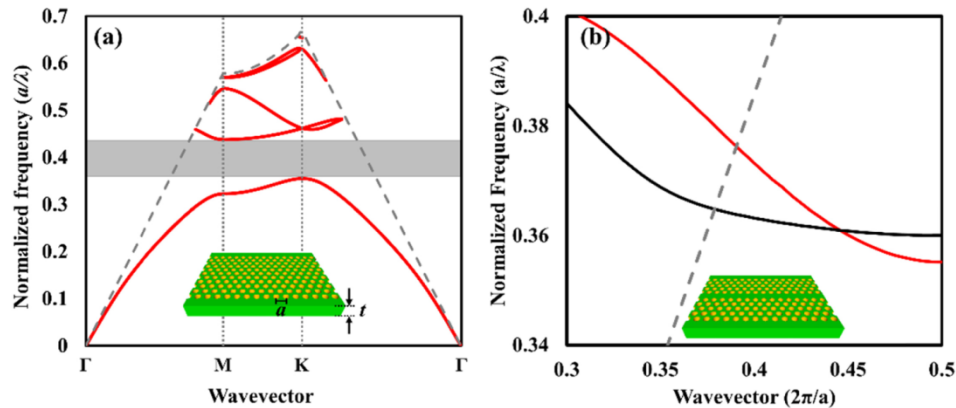 (a)
Normalized frequency (a/λ)
0.7
0.6
0.5
0.4
0.3
0.2
0.1
0
Γ
M
K
Γ
Wavevector
a
t
(b)
Normalized Frequency (a/λ)
0.4
0.38
0.36
0.34
0.3
0.35
0.4
0.45
0.5
Wavevector (2π/a)